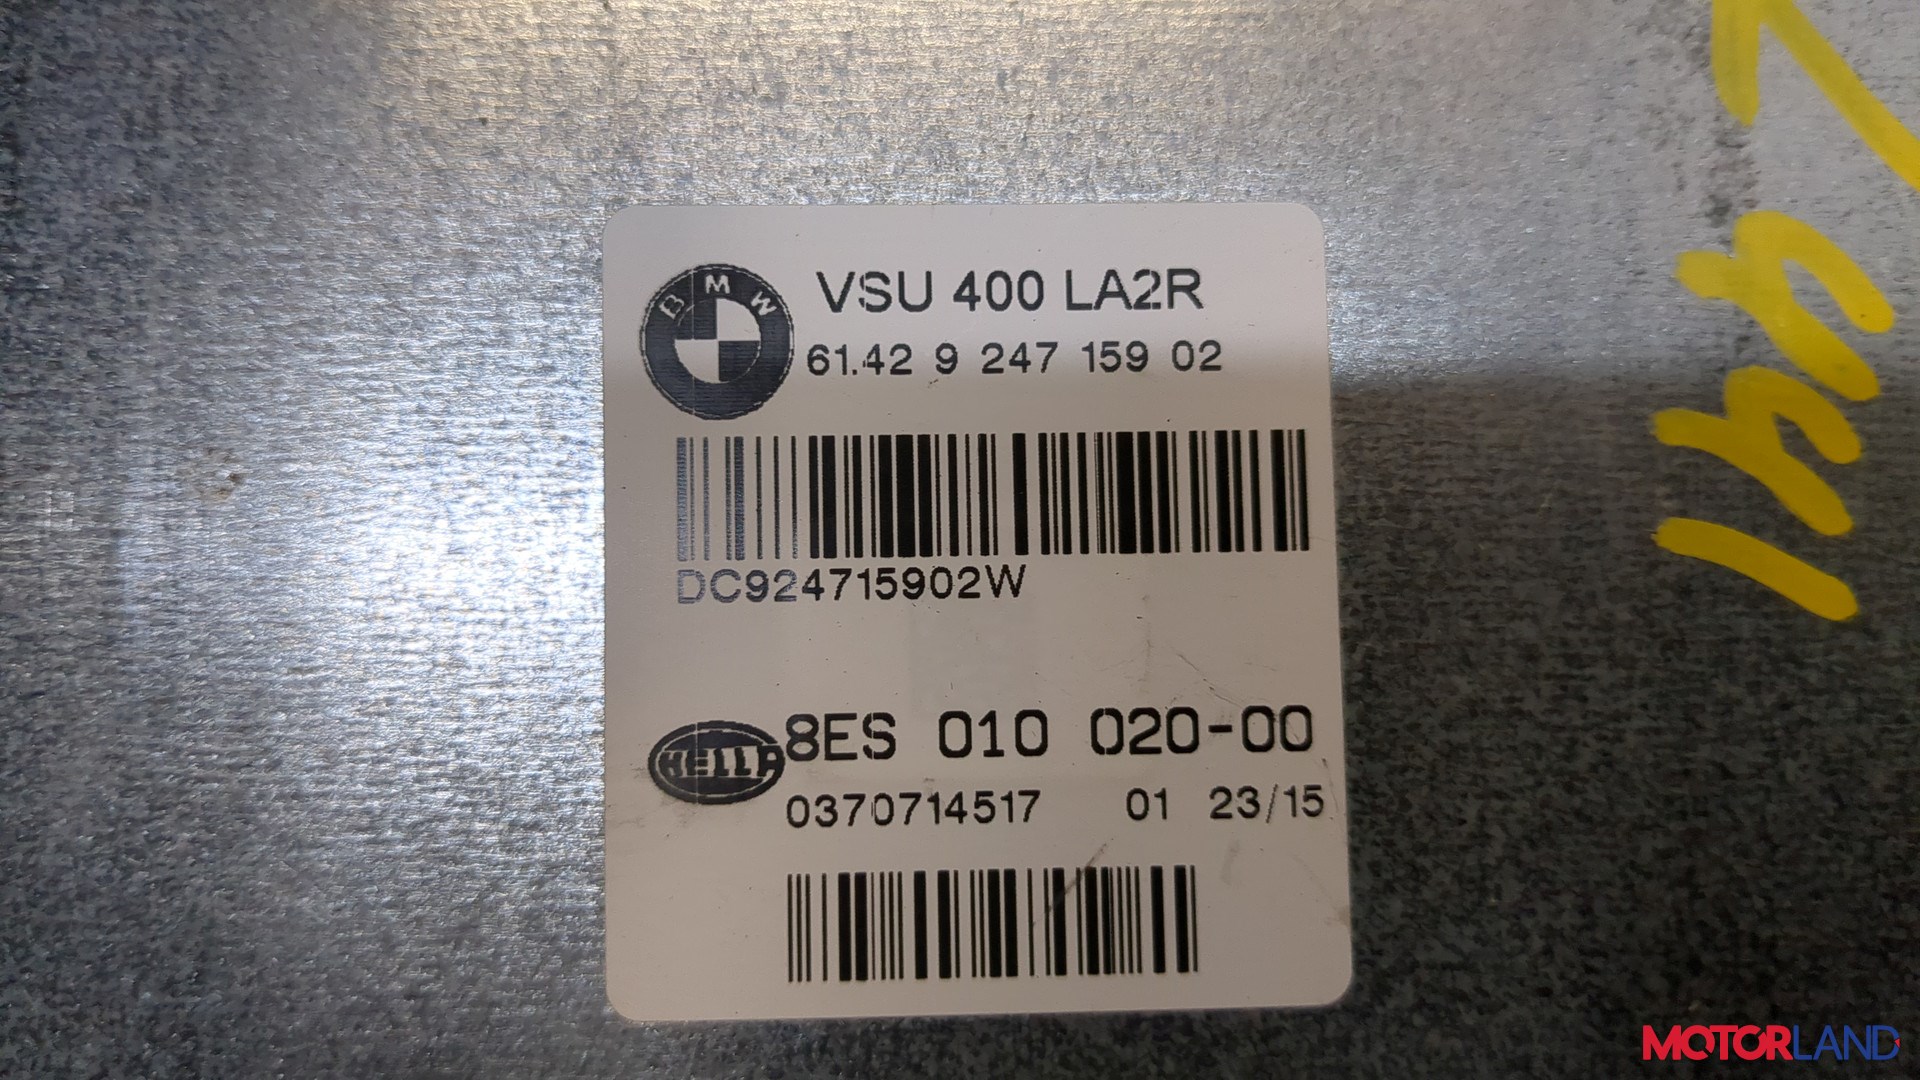 BMW
VSU 400 LA2R
61.42 9 247 159 02
DC924715902W
HELLA
8ES 010 020-00
0370714517 01 23/15
MOTORLAND